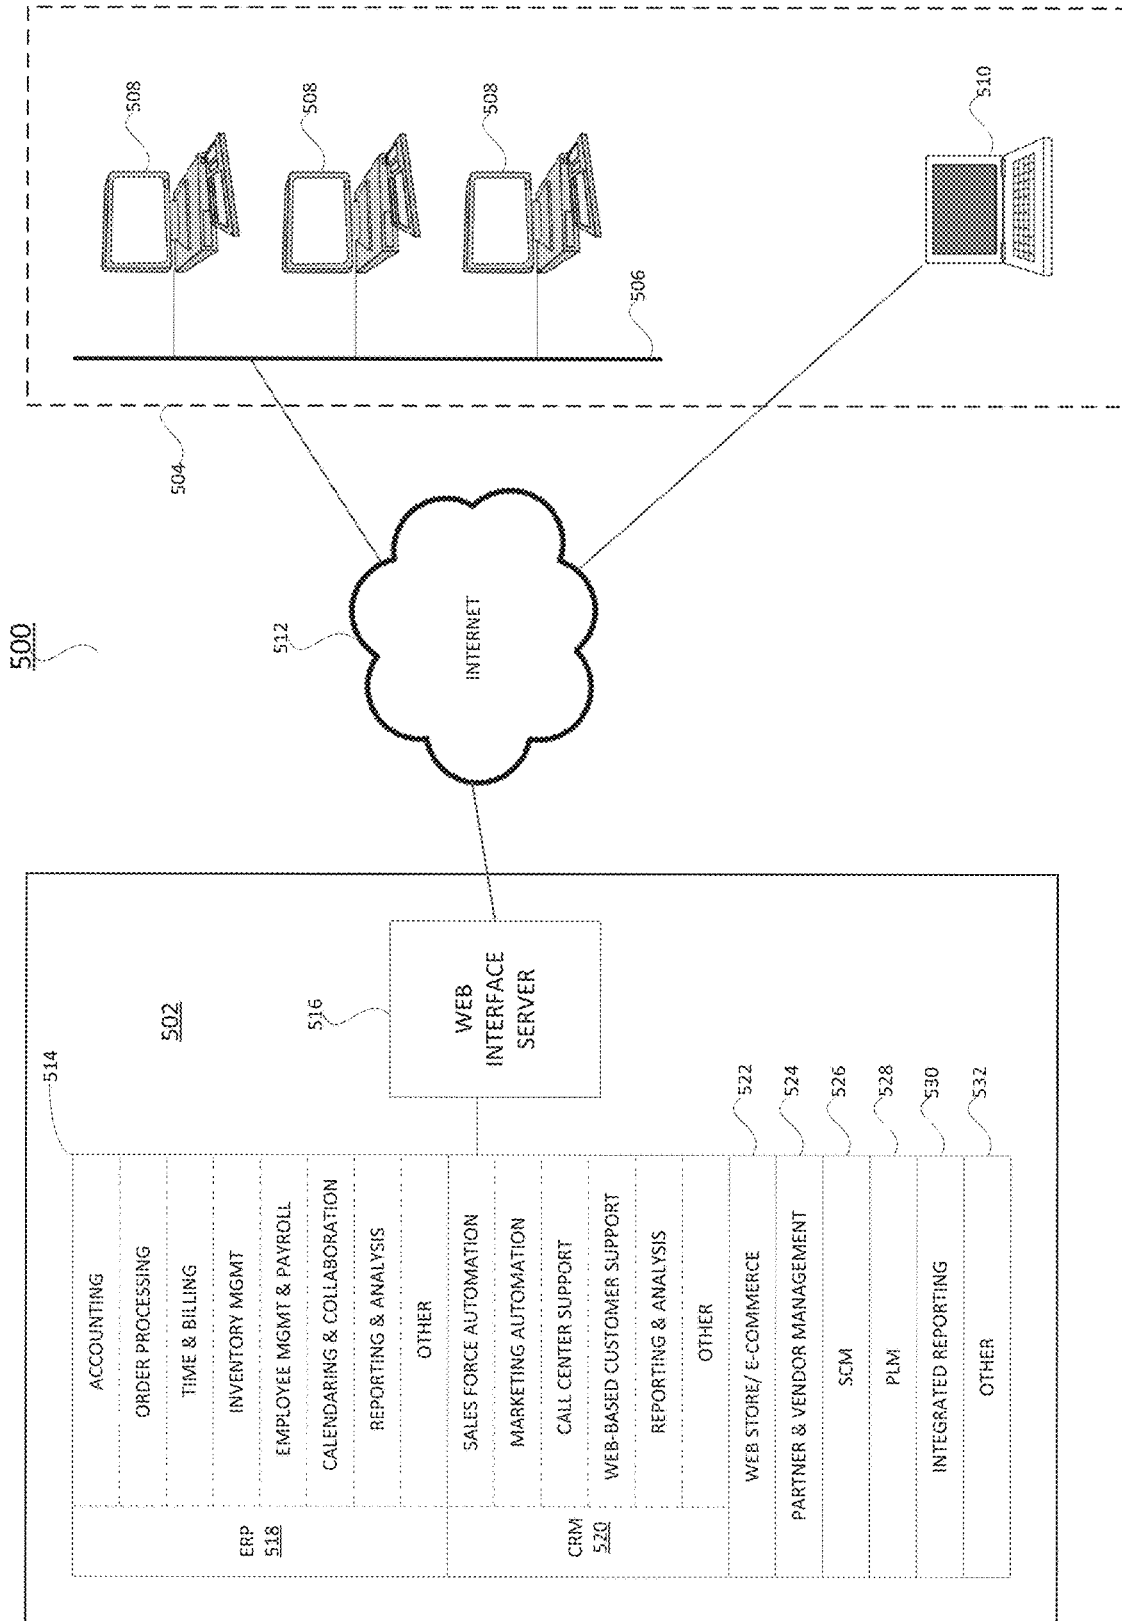 500
502
514
ERP
518
ACCOUNTING
ORDER PROCESSING
TIME & BILLING
INVENTORY MGMT
EMPLOYEE MGMT & PAYROLL
CALENDARING & COLLABORATION
REPORTING & ANALYSIS
OTHER
CRM
520
SALES FORCE AUTOMATION
MARKETING AUTOMATION
CALL CENTER SUPPORT
WEB-BASED CUSTOMER SUPPORT
REPORTING & ANALYSIS
OTHER
WEB STORE/ E-COMMERCE
522
PARTNER & VENDOR MANAGEMENT
524
SCM
526
PLM
528
INTEGRATED REPORTING
530
OTHER
532
516
WEB
INTERFACE
SERVER
512
INTERNET
504
508
508
508
506
510